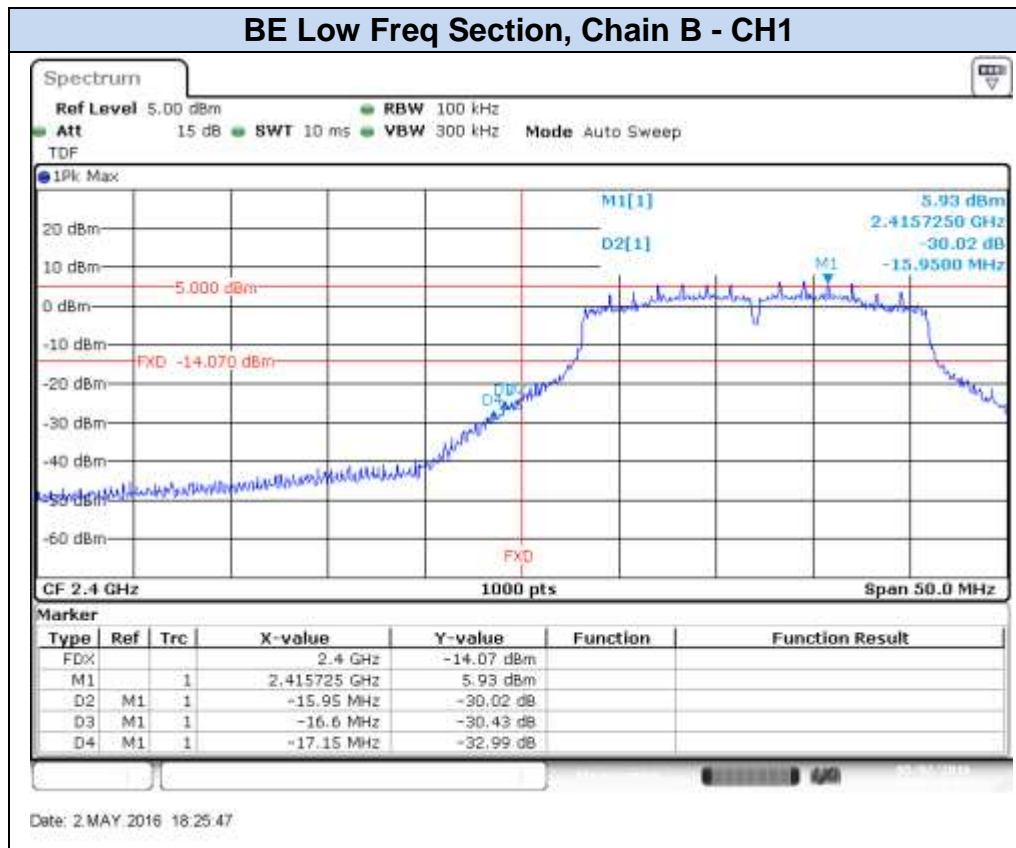 BE Low Freq Section, Chain B - CH1
Spectrum
Ref Level 5.00 dBm RBW 100 kHz
Att 15 dB SWT 10 ms VBW 300 kHz Mode Auto Sweep
TDF
1Pk Max
M1[1] 5.93 dBm
2.4157250 GHz
D2[1] -30.02 dB
-15.9500 MHz
M1
20 dBm
10 dBm
5.000 dBm
0 dBm
-10 dBm
FXD -14.070 dBm
-20 dBm
D4
-30 dBm
-40 dBm
-50 dBm
-60 dBm
FXD
CF 2.4 GHz 1000 pts Span 50.0 MHz
Marker
Type Ref Trc X-value Y-value Function Function Result
FDX 2.4 GHz -14.07 dBm
M1 1 2.415725 GHz 5.93 dBm
D2 M1 1 -15.95 MHz -30.02 dB
D3 M1 1 -16.6 MHz -30.43 dB
D4 M1 1 -17.15 MHz -32.99 dB
Date: 2.MAY.2016 18:25:47